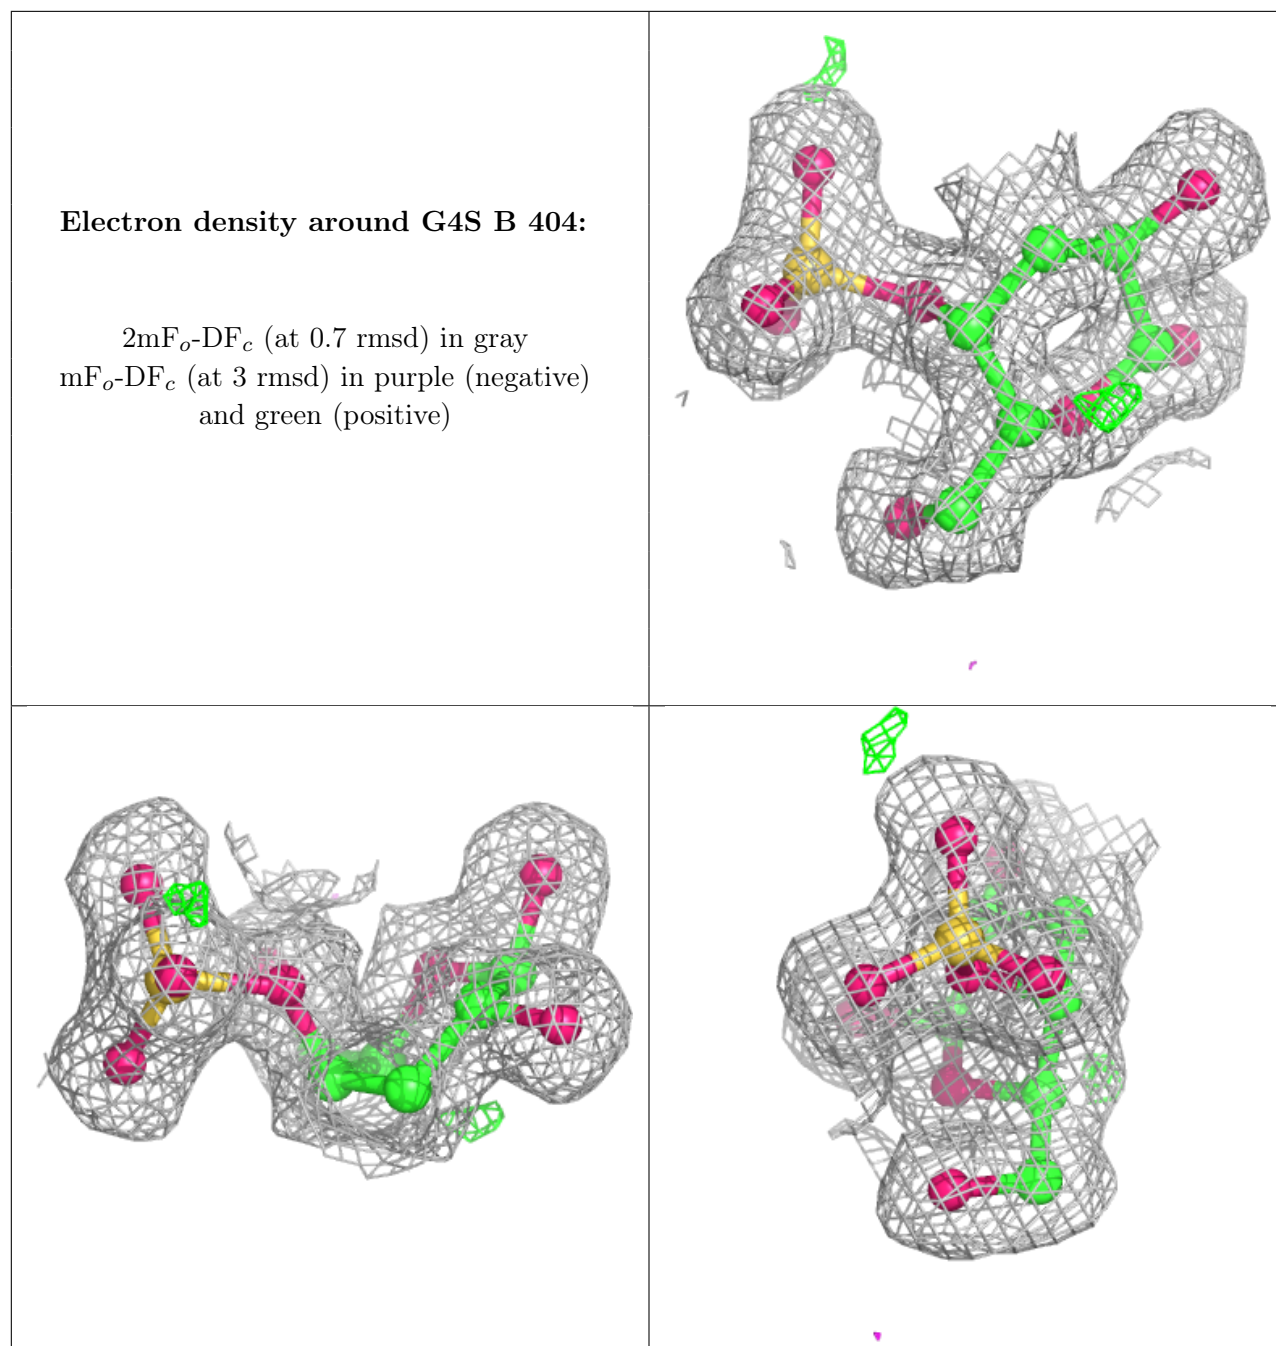 Electron density around G4S B 404:
2mFo-DFc (at 0.7 rmsd) in gray
mFo-DFc (at 3 rmsd) in purple (negative)
and green (positive)